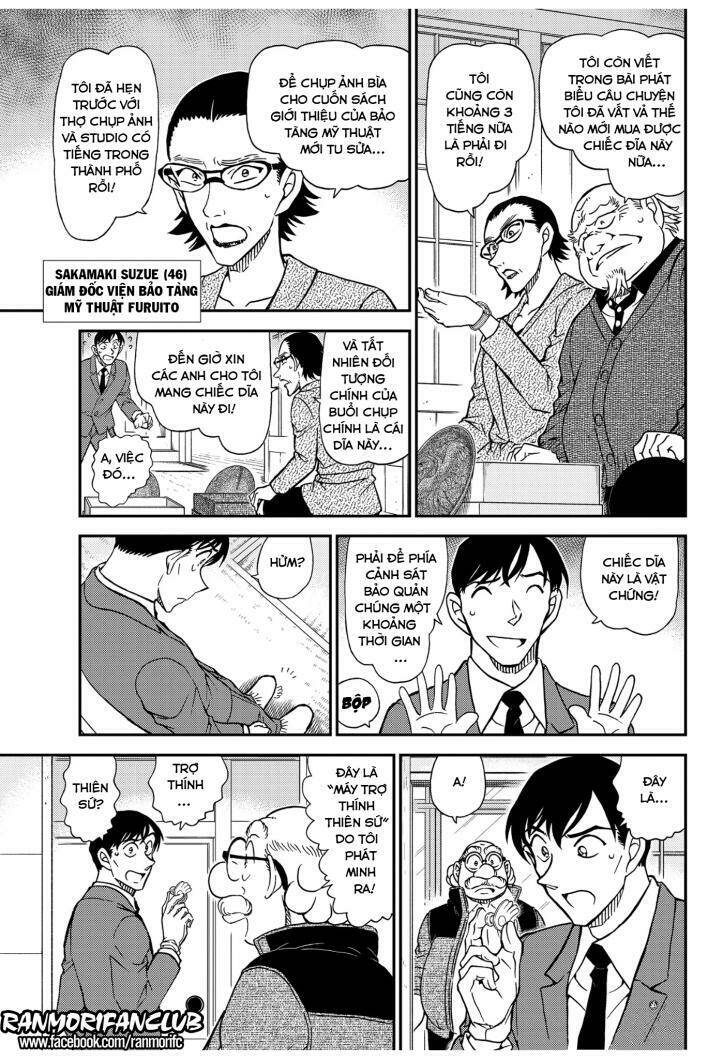 TÔI CÒN VIẾT
TRONG BÀI PHÁT
BIỂU CÂU CHUYỆN
TÔI ĐÃ VẤT VẢ THẾ
NÀO MỚI MUA ĐƯỢC
CHIẾC ĐĨA NÀY
NỮA...
TÔI
CŨNG CÒN
KHOẢNG 3
TIẾNG NỮA
LÀ PHẢI ĐI
RỒI!
ĐỂ CHỤP ẢNH BÌA
CHO CUỐN SÁCH
GIỚI THIỆU CỦA BẢO
TÀNG MỸ THUẬT
MỚI TU SỬA...
TÔI ĐÃ HẸN
TRƯỚC VỚI
THỢ CHỤP ẢNH
VÀ STUDIO CÓ
TIẾNG TRONG
THÀNH PHỐ
RỒI!
SAKAMAKI SUZUE (46)
GIÁM ĐỐC VIỆN BẢO TÀNG
MỸ THUẬT FURUITO
VÀ TẤT
NHIÊN ĐỐI
TƯỢNG
CHÍNH CỦA
BUỔI CHỤP
CHÍNH LÀ CÁI
DĨA NÀY...
ĐẾN GIỜ XIN
CÁC ANH CHO TÔI
MANG CHIẾC DĨA
NÀY ĐI!
A, VIỆC
ĐÓ...
CHIẾC DĨA
NÀY LÀ VẬT
CHỨNG!
PHẢI ĐỂ PHÍA
CẢNH SÁT
BẢO QUẢN
CHÚNG MỘT
KHOẢNG
THỜI GIAN
...
BỘP
HỬM?
ĐÂY
LÀ...
A!
ĐÂY LÀ
"MÁY TRỢ
THÍNH
THIÊN SỨ"
DO TÔI
PHÁT
MINH
RA!
TRỢ
THÍNH
...
THIÊN
SỨ?
RANMORIFANCLUB
www.facebook.com/ranmorifc